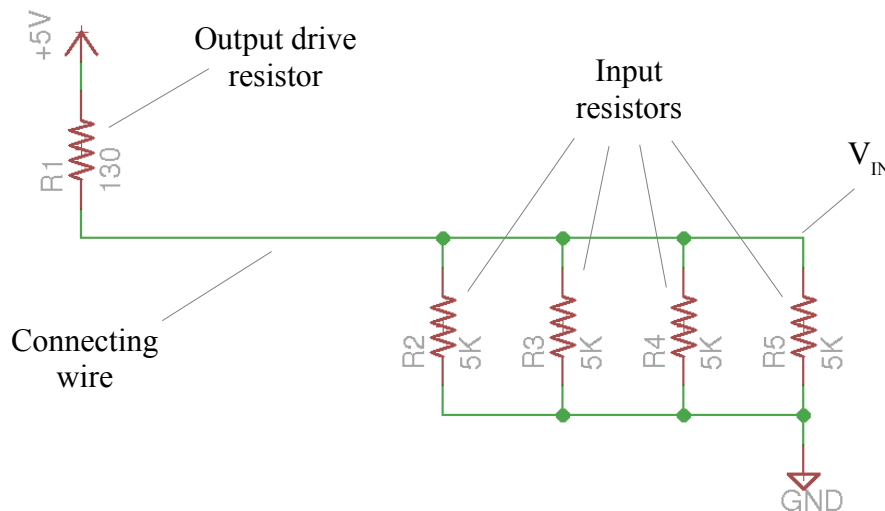 +5V
Output drive
resistor
Input
resistors
R1
130
V_IN
Connecting
wire
R2
5K
R3
5K
R4
5K
R5
5K
GND